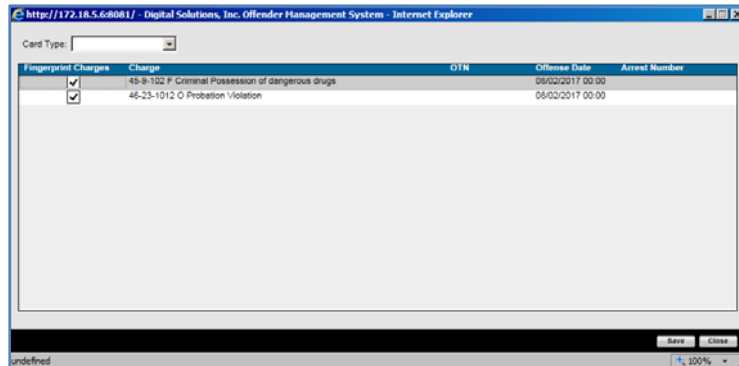 http://172.18.5.6:8081/ - Digital Solutions, Inc. Offender Management System - Internet Explorer
Card Type:
Fingerprint Charges Charge OTN Offense Date Arrest Number
45-9-102 F Criminal Possession of dangerous drugs 08/02/2017 00:00
46-23-1012 O Probation Violation 08/02/2017 00:00
Save Close
undefined 100%